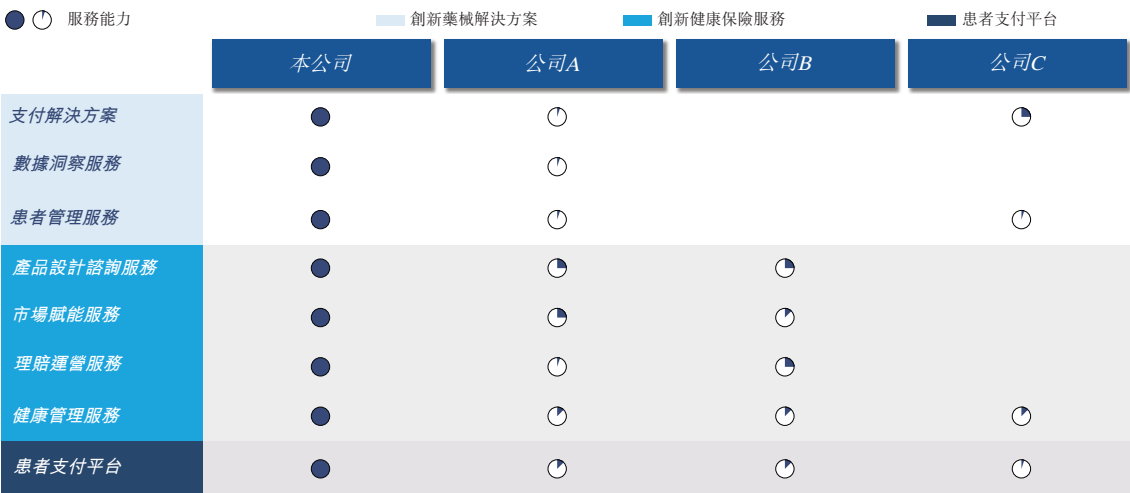 服務能力 創新藥械解決方案 創新健康保險服務 患者支付平台
本公司 公司A 公司B 公司C
支付解決方案
數據洞察服務
患者管理服務
產品設計諮詢服務
市場賦能服務
理賠運營服務
健康管理服務
患者支付平台